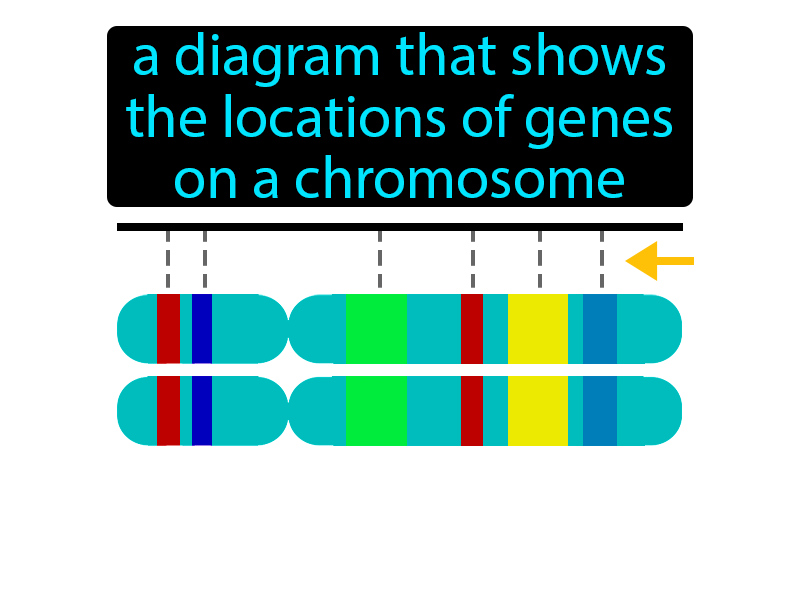 a diagram that shows
the locations of genes
on a chromosome